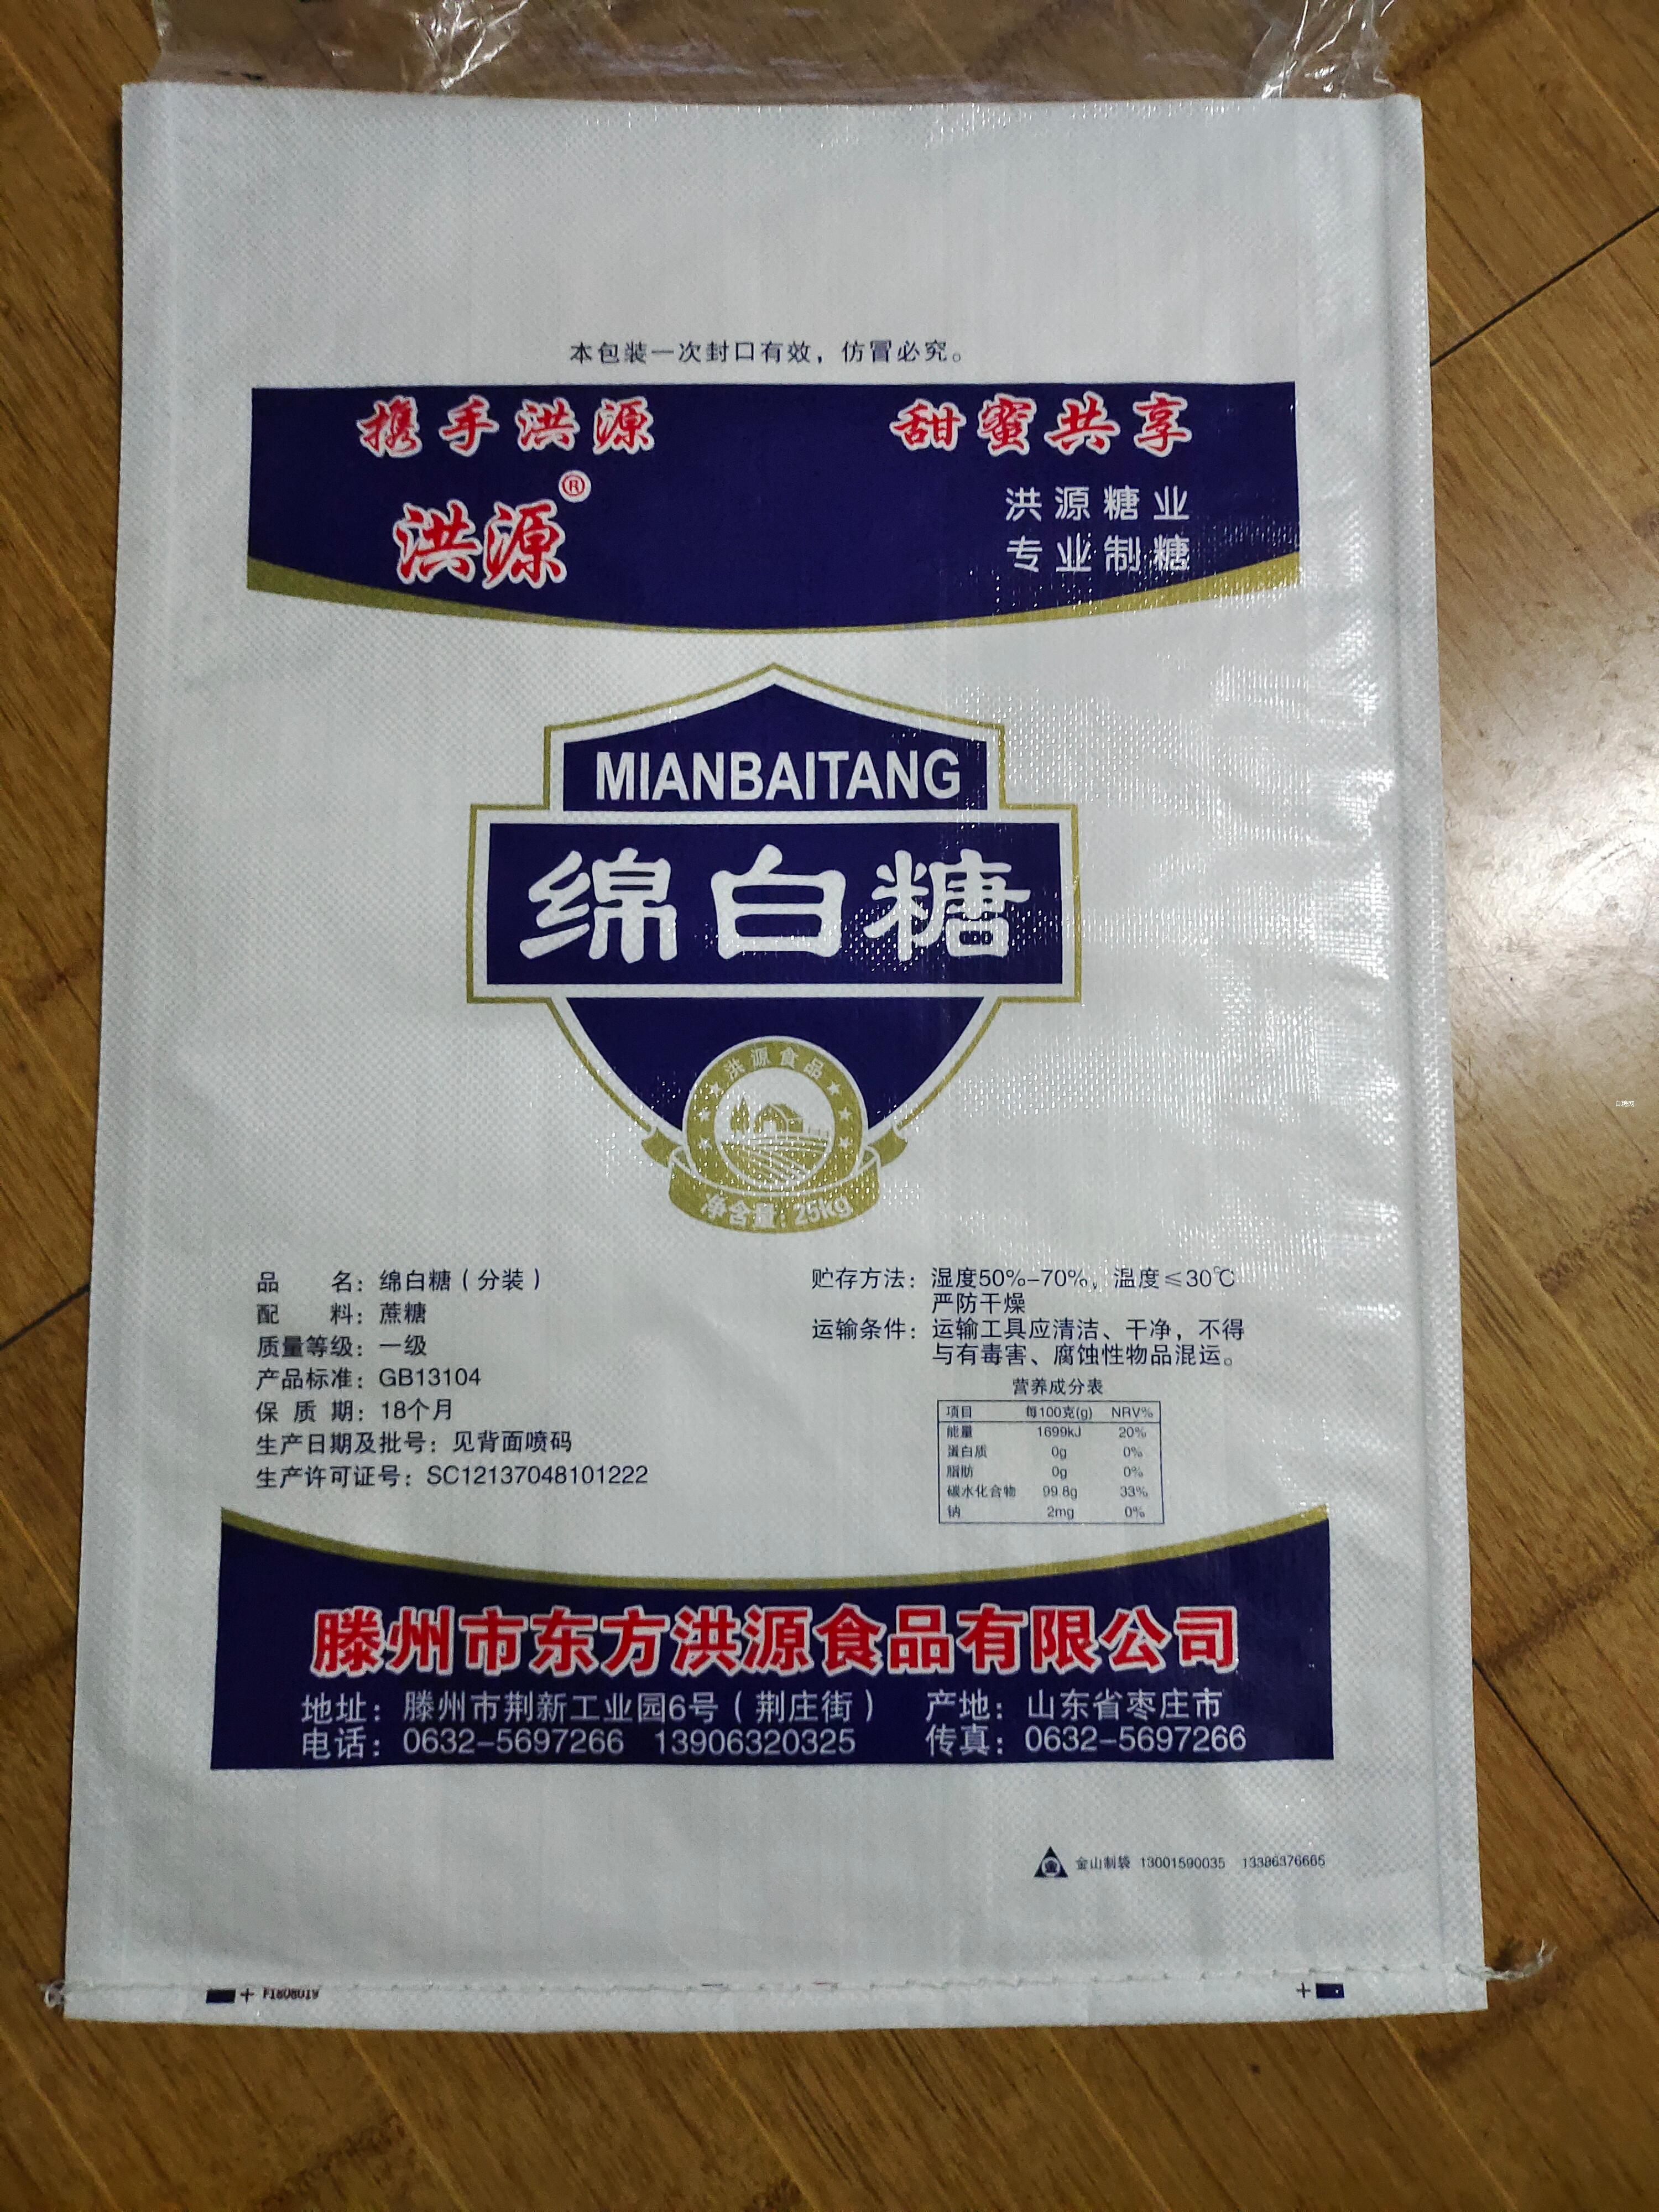 本包装一次封口有效，仿冒必究。
携手洪源 甜蜜共享
洪源®
洪源糖业
专业制糖
MIANBAITANG
绵白糖
洪源食品
净含量：25kg
品 名：绵白糖（分装）
配 料：蔗糖
质量等级：一级
产品标准：GB13104
保 质 期：18个月
生产日期及批号：见背面喷码
生产许可证号：SC12137048101222
贮存方法：湿度50%-70%，温度≤30℃
严防干燥
运输条件：运输工具应清洁、干净，不得
与有毒害、腐蚀性物品混运。
营养成分表
项目 每100克(g) NRV%
能量 1699kJ 20%
蛋白质 0g 0%
脂肪 0g 0%
碳水化合物 99.8g 33%
钠 2mg 0%
滕州市东方洪源食品有限公司
地址：滕州市荆新工业园6号（荆庄街） 产地：山东省枣庄市
电话：0632-5697266 13906320325 传真：0632-5697266
金山制袋 13001590035 13386376665
F1808019